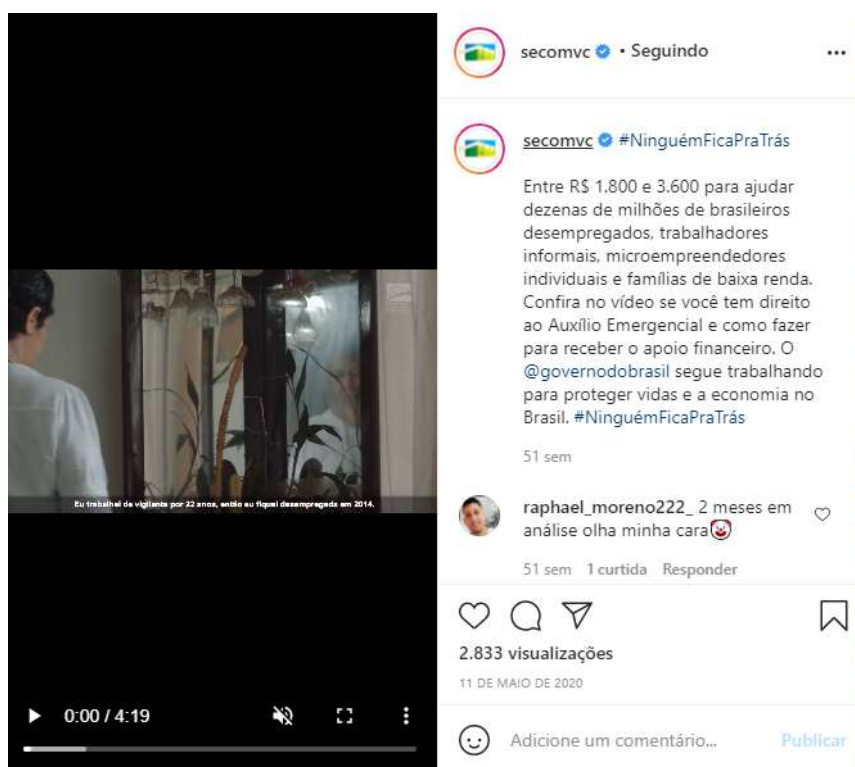 secomvc • Seguindo
secomvc #NinguémFicaPraTrás
Entre R$ 1.800 e 3.600 para ajudar
dezenas de milhões de brasileiros
desempregados, trabalhadores
informais, microempreendedores
individuais e famílias de baixa renda.
Confira no vídeo se você tem direito
ao Auxílio Emergencial e como fazer
para receber o apoio financeiro. O
@governodobrasil segue trabalhando
para proteger vidas e a economia no
Brasil. #NinguémFicaPraTrás
51 sem
raphael_moreno222_ 2 meses em
análise olha minha cara🤡
51 sem 1 curtida Responder
2.833 visualizações
11 DE MAIO DE 2020
Adicione um comentário... Publicar
Eu trabalhei de vigilante por 22 anos, então eu fiquei desempregada em 2014.
0:00 / 4:19